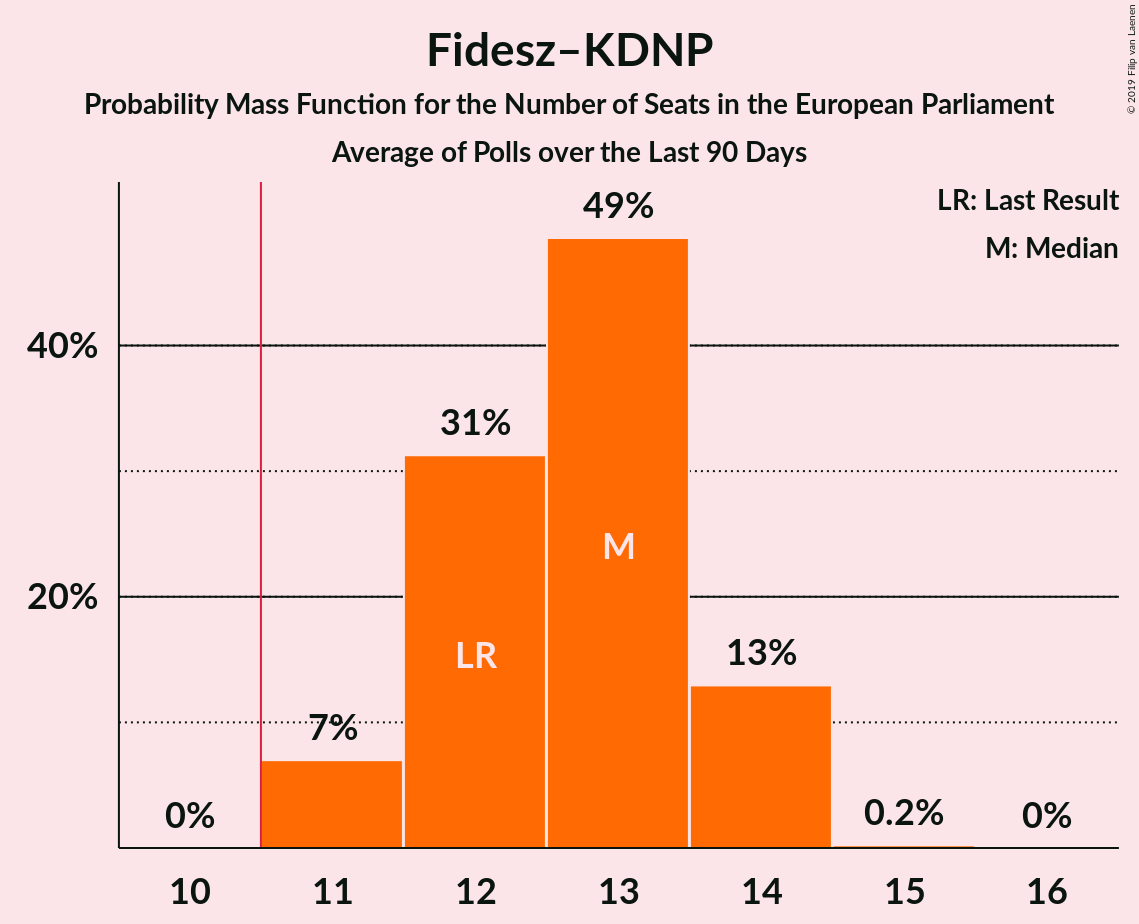 Fidesz–KDNP
Probability Mass Function for the Number of Seats in the European Parliament
Average of Polls over the Last 90 Days
© 2019 Filip van Laenen
LR: Last Result
M: Median
49%
40%
31%
M
20%
LR
13%
7%
0%
0.2%
0%
10 11 12 13 14 15 16